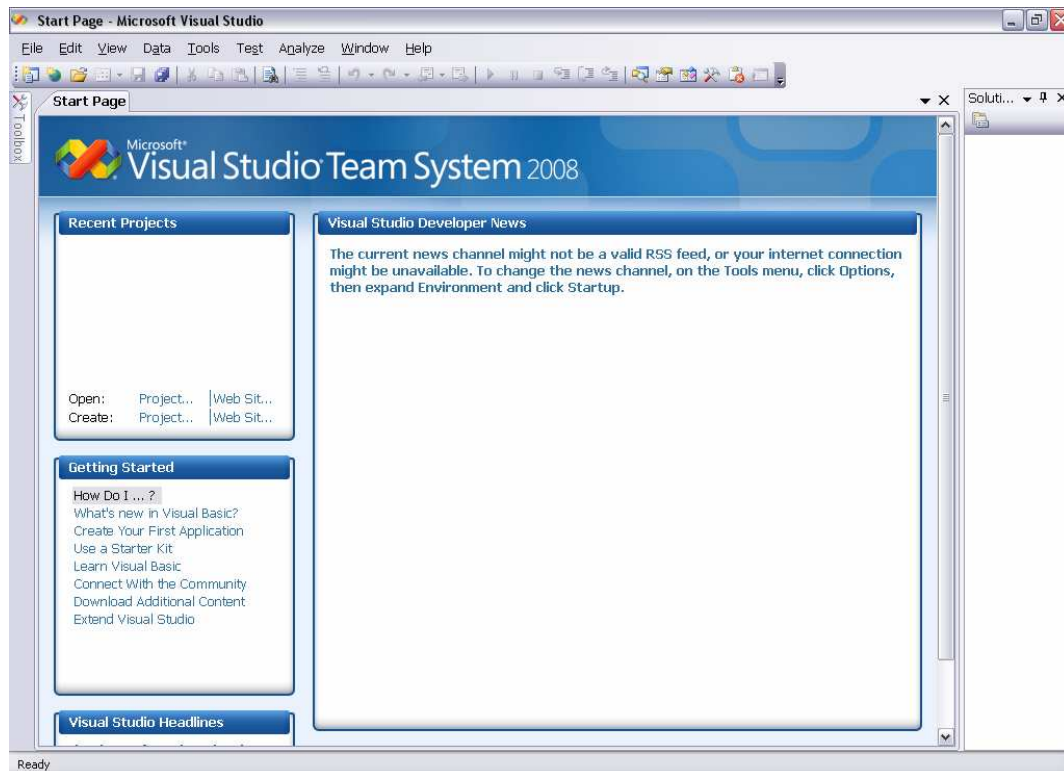 Start Page - Microsoft Visual Studio
File Edit View Data Tools Test Analyze Window Help
Toolbox
Start Page
Soluti...
Microsoft®
Visual Studio® Team System 2008
Recent Projects
Open: Project... Web Sit...
Create: Project... Web Sit...
Getting Started
How Do I ... ?
What's new in Visual Basic?
Create Your First Application
Use a Starter Kit
Learn Visual Basic
Connect With the Community
Download Additional Content
Extend Visual Studio
Visual Studio Headlines
Visual Studio Developer News
The current news channel might not be a valid RSS feed, or your internet connection
might be unavailable. To change the news channel, on the Tools menu, click Options,
then expand Environment and click Startup.
Ready